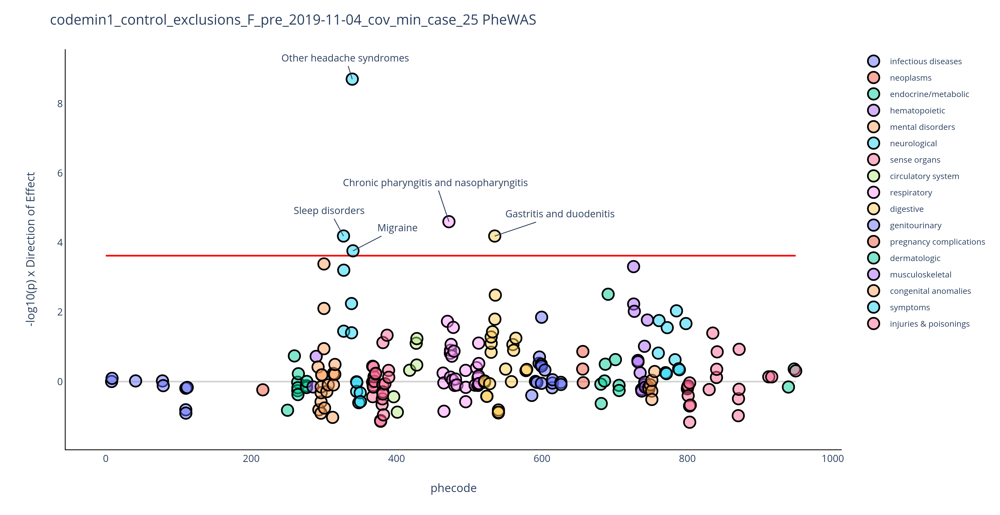 codemin1_control_exclusions_F_pre_2019-11-04_cov_min_case_25 PheWAS
Other headache syndromes
Chronic pharyngitis and nasopharyngitis
Sleep disorders
Gastritis and duodenitis
Migraine
-log10(p) x Direction of Effect
8
6
4
2
0
0
200
400
600
800
1000
phecode
infectious diseases
neoplasms
endocrine/metabolic
hematopoietic
mental disorders
neurological
sense organs
circulatory system
respiratory
digestive
genitourinary
pregnancy complications
dermatologic
musculoskeletal
congenital anomalies
symptoms
injuries & poisonings